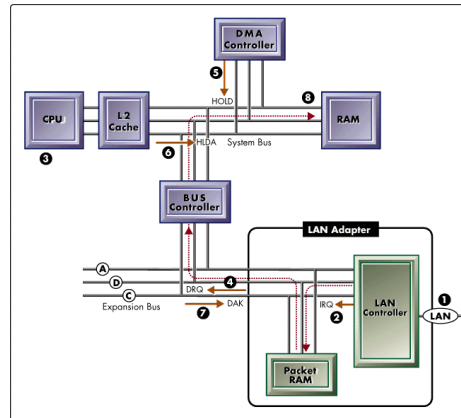 DMA
Controller
5
HOLD
8
CPU
L2
Cache
RAM
3
6
HLDA
System Bus
BUS
Controller
LAN Adapter
A
D
4
DRQ
C
Expansion Bus
7
DAK
IRQ
2
LAN
Controller
1
LAN
Packet
RAM